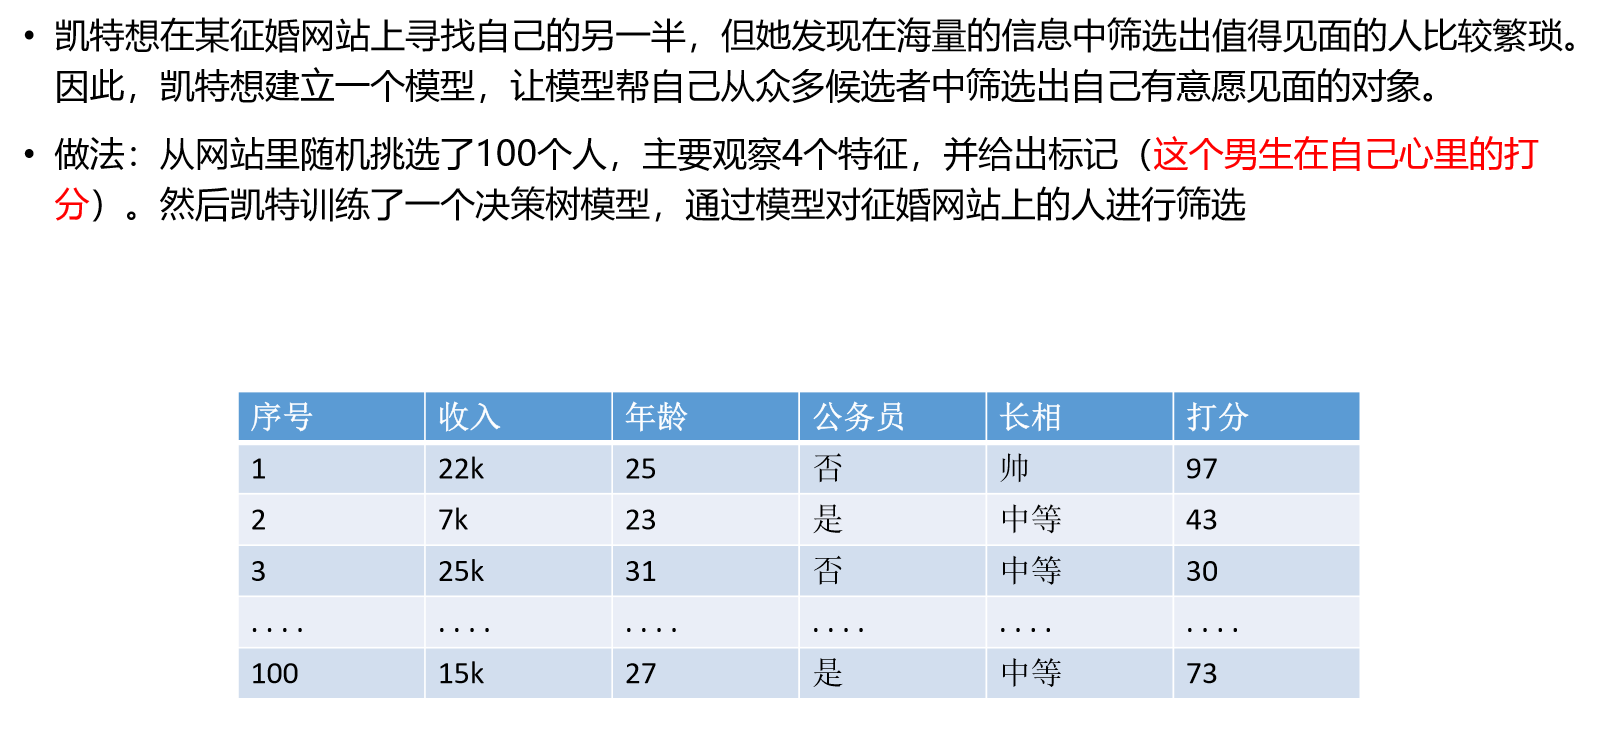 • 凯特想在某征婚网站上寻找自己的另一半，但她发现在海量的信息中筛选出值得见面的人比较繁琐。
因此，凯特想建立一个模型，让模型帮自己从众多候选者中筛选出自己有意愿见面的对象。
• 做法：从网站里随机挑选了100个人，主要观察4个特征，并给出标记（这个男生在自己心里的打
分）。然后凯特训练了一个决策树模型，通过模型对征婚网站上的人进行筛选
序号 收入 年龄 公务员 长相 打分
1 22k 25 否 帅 97
2 7k 23 是 中等 43
3 25k 31 否 中等 30
.... .... .... .... .... ....
100 15k 27 是 中等 73